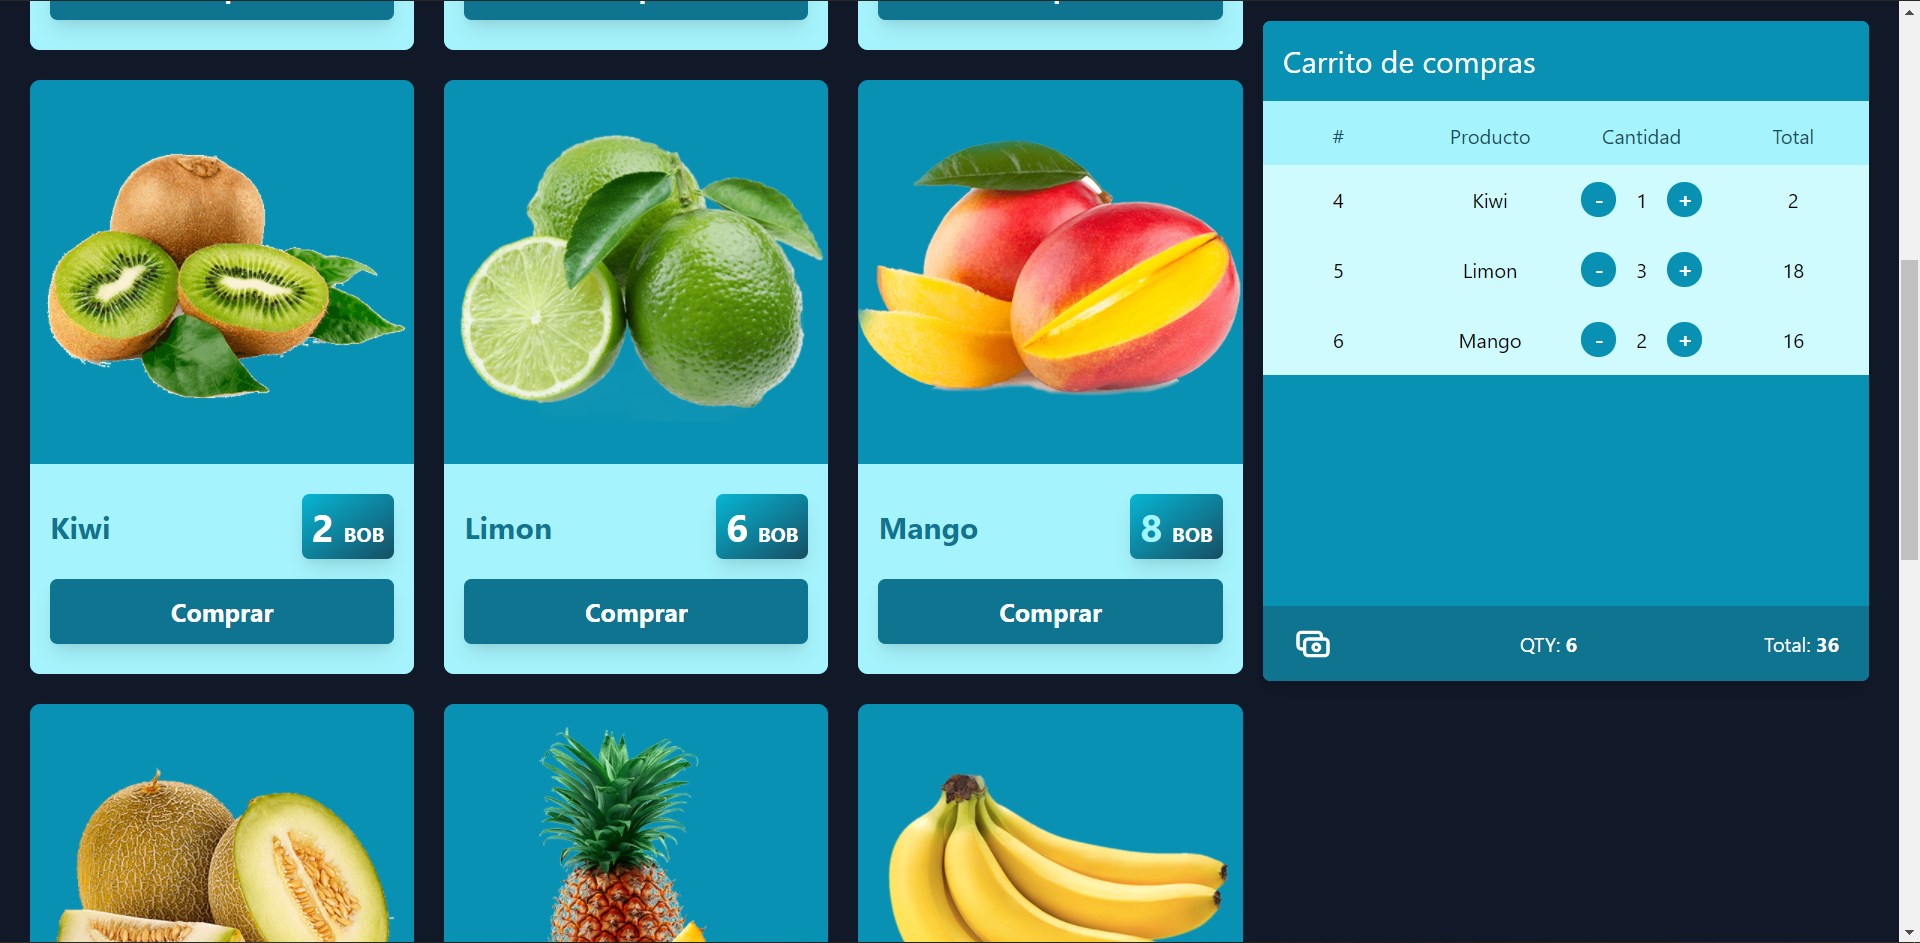 Kiwi
2 BOB
Comprar
Limon
6 BOB
Comprar
Mango
8 BOB
Comprar
Carrito de compras
# Producto Cantidad Total
4 Kiwi - 1 + 2
5 Limon - 3 + 18
6 Mango - 2 + 16
QTY: 6 Total: 36